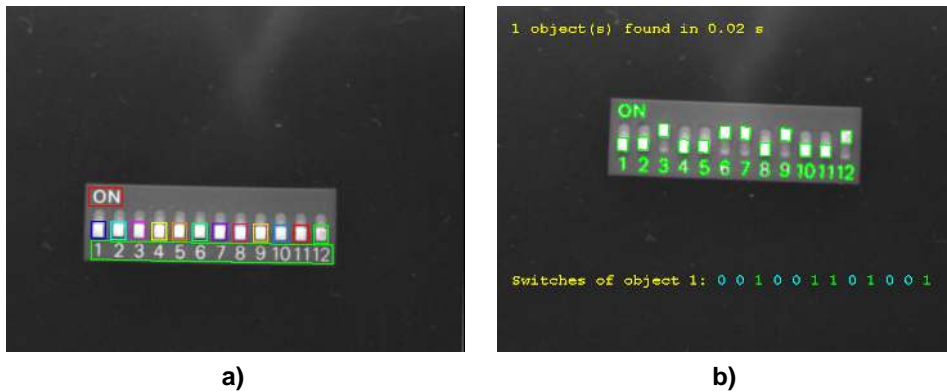 ON
1 2 3 4 5 6 7 8 9 10 11 12
a)
1 object(s) found in 0.02 s
ON
1 2 3 4 5 6 7 8 9 10 11 12
Switches of object 1: 0 0 1 0 0 1 1 0 1 0 0 1
b)